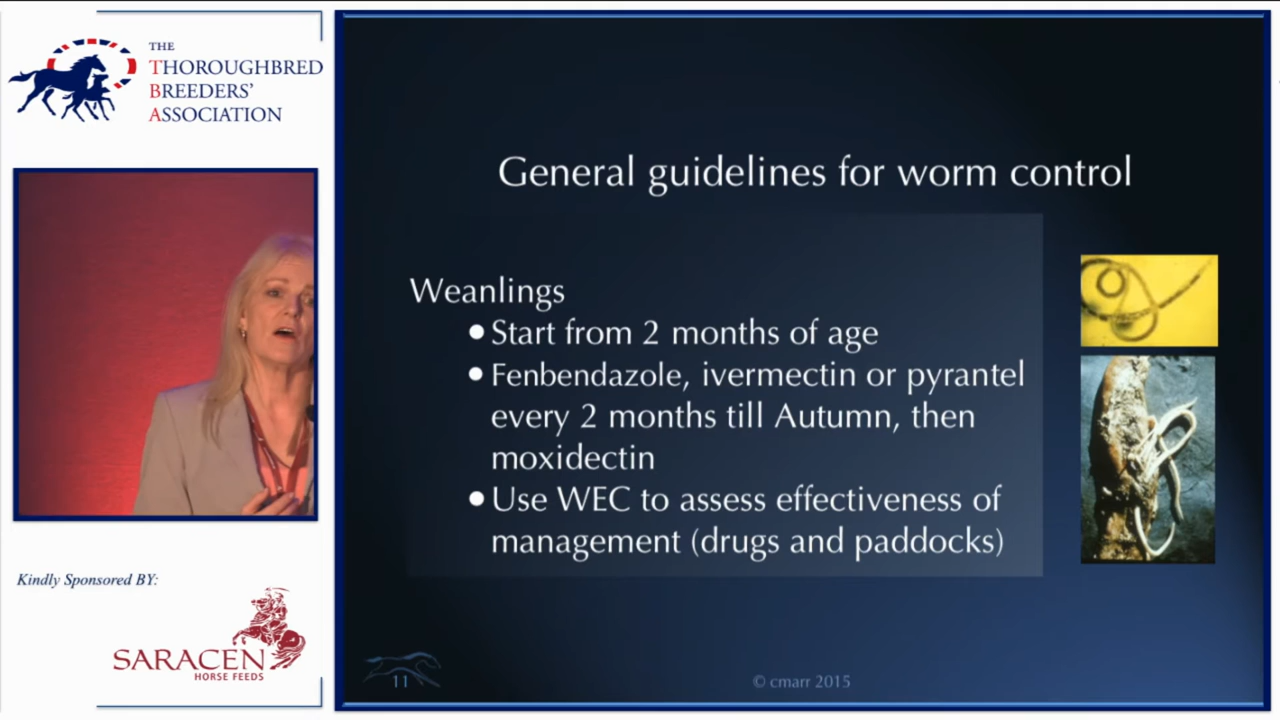 THE
THOROUGHBRED
BREEDERS'
ASSOCIATION
General guidelines for worm control
Weanlings
● Start from 2 months of age
● Fenbendazole, ivermectin or pyrantel
every 2 months till Autumn, then
moxidectin
● Use WEC to assess effectiveness of
management (drugs and paddocks)
Kindly Sponsored BY:
SARACEN
HORSE FEEDS
11
© cmarr 2015